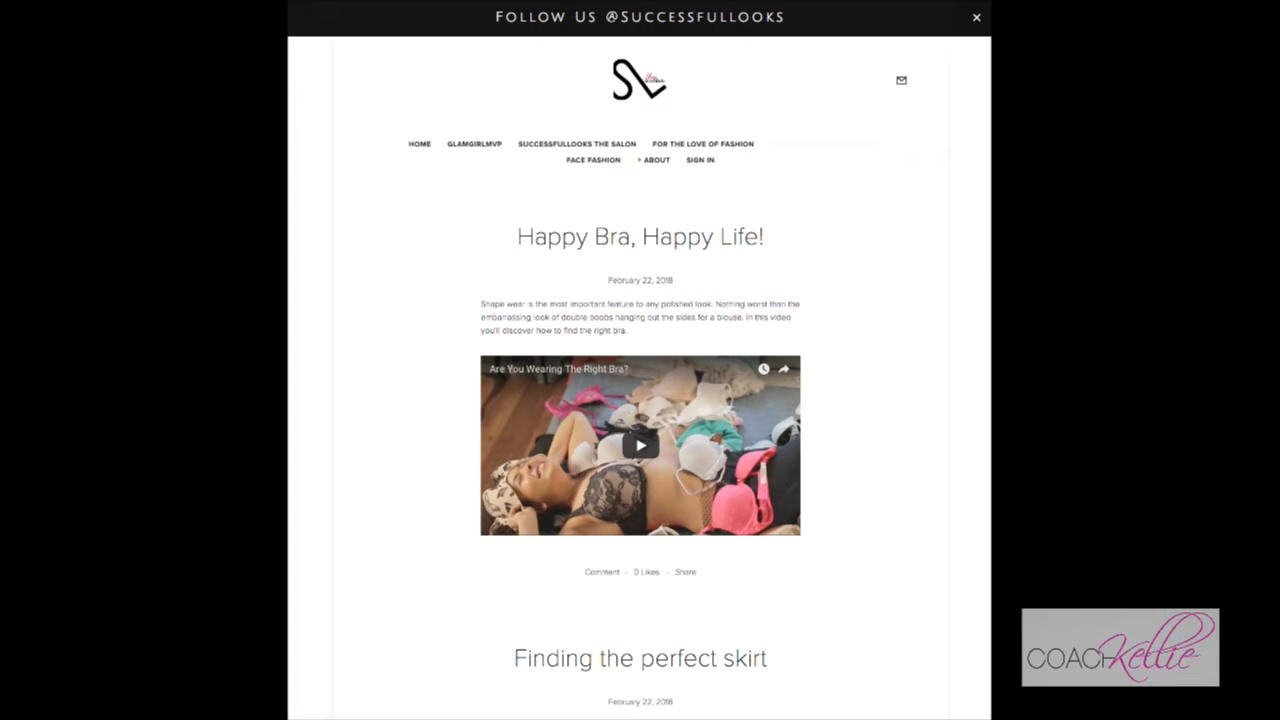 FOLLOW US @SUCCESSFULLOOKS
SL
HOME GLAMGIRLMVP SUCCESSFULLOOKS THE SALON FOR THE LOVE OF FASHION
FACE FASHION + ABOUT SIGN IN
Happy Bra, Happy Life!
February 22, 2018
Shape wear is the most important feature to any polished look. Nothing worst than the
embarrassing look of double boobs hanging out the sides for a blouse. In this video
you'll discover how to find the right bra.
Are You Wearing The Right Bra?
Comment - 0 Likes - Share
Finding the perfect skirt
February 22, 2018
COACH Kellie